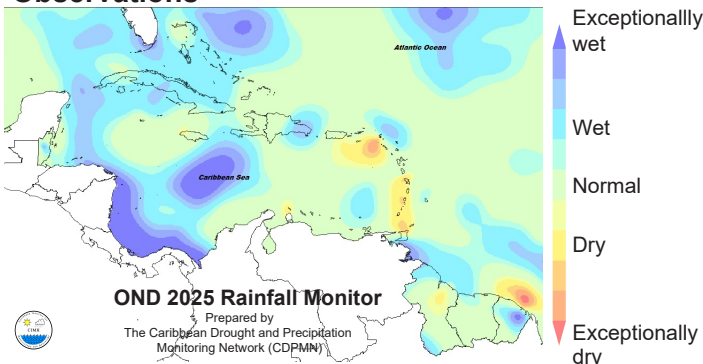 Observations
Exceptionallly
wet
Atlantic Ocean
Wet
Caribbean Sea
Normal
Dry
OND 2025 Rainfall Monitor
Prepared by
The Caribbean Drought and Precipitation
Monitoring Network (CDPMN)
CIMH
Exceptionally
dry